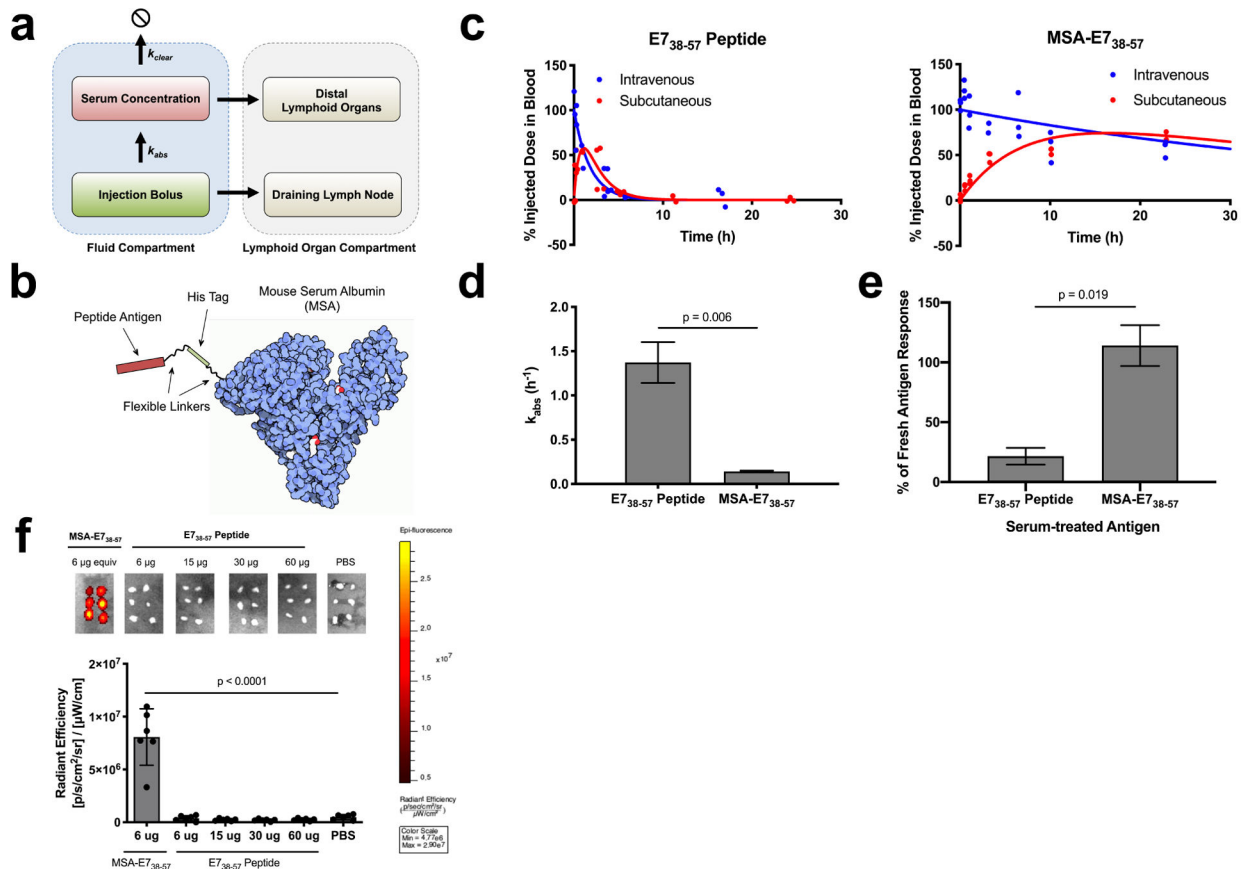 a
k_clear
Serum Concentration
Distal
Lymphoid Organs
k_abs
Injection Bolus
Draining Lymph Node
Fluid Compartment
Lymphoid Organ Compartment
b
His Tag
Mouse Serum Albumin
(MSA)
Peptide Antigen
Flexible Linkers
c
E7₃₈₋₅₇ Peptide
% Injected Dose in Blood
150
100
50
0
-50
Intravenous
Subcutaneous
10
20
30
Time (h)
MSA-E7₃₈₋₅₇
% Injected Dose in Blood
150
100
50
0
-50
Intravenous
Subcutaneous
10
20
30
Time (h)
d
k_abs (h⁻¹)
2.0
1.5
1.0
0.5
0.0
p = 0.006
E7₃₈₋₅₇ Peptide
MSA-E7₃₈₋₅₇
e
% of Fresh Antigen Response
150
100
50
0
p = 0.019
E7₃₈₋₅₇ Peptide
MSA-E7₃₈₋₅₇
Serum-treated Antigen
f
MSA-E7₃₈₋₅₇
E7₃₈₋₅₇ Peptide
6 µg equiv
6 µg
15 µg
30 µg
60 µg
PBS
Epi-fluorescence
2.5
2.0
x10⁷
1.5
1.0
0.5
Radiant Efficiency
(p/sec/cm²/sr
µW/cm²)
Color Scale
Min = 4.77e6
Max = 2.90e7
Radiant Efficiency
[p/s/cm²/sr] / [µW/cm]
2×10⁷
1×10⁷
5×10⁶
0
p < 0.0001
6 ug
6 ug
15 ug
30 ug
60 ug
PBS
MSA-E7₃₈₋₅₇
E7₃₈₋₅₇ Peptide